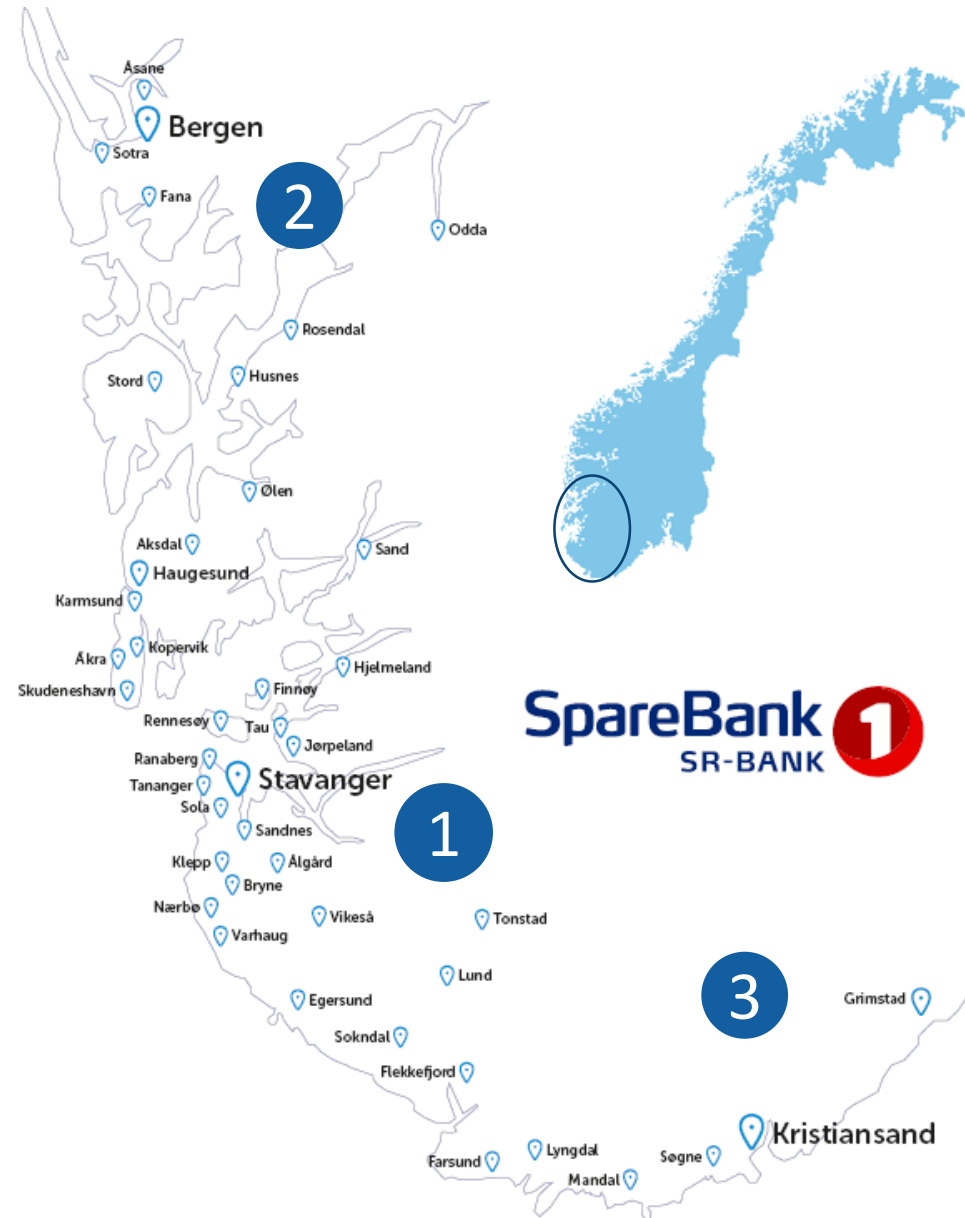 Åsane
Bergen
Sotra
Fana
2
Odda
Rosendal
Stord
Husnes
Ølen
Aksdal
Sand
Haugesund
Karmsund
Kopervik
Åkra
Hjelmeland
Skudeneshavn
Finnøy
Rennesøy
Tau
Jørpeland
SpareBank 1
SR-BANK
Ranaberg
Stavanger
Tananger
Sola
Sandnes
1
Klepp
Ålgård
Bryne
Nærbø
Vikeså
Tonstad
Varhaug
Lund
3
Egersund
Grimstad
Sokndal
Flekkefjord
Kristiansand
Lyngdal
Søgne
Farsund
Mandal